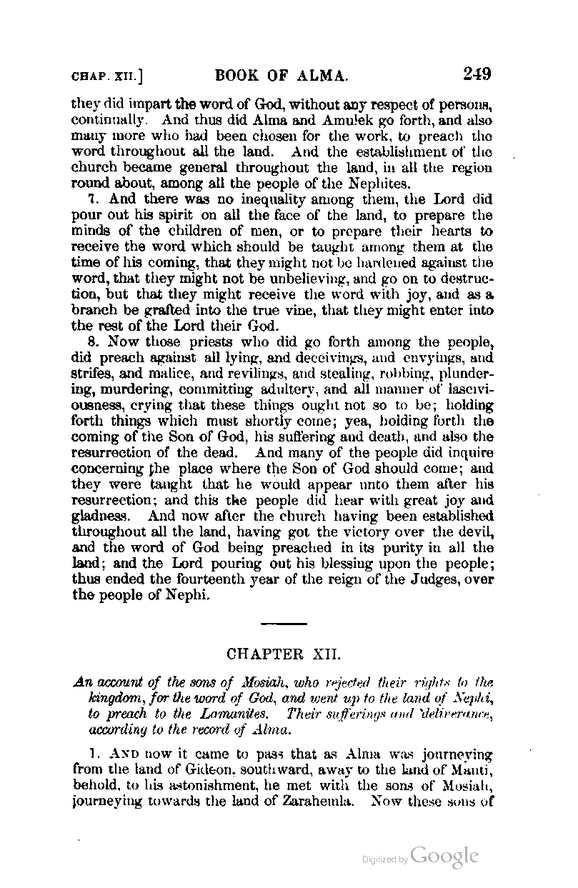 CHAP. XII.] BOOK OF ALMA. 249
they did impart the word of God, without any respect of persons,
continually. And thus did Alma and Amulek go forth, and also
many more who had been chosen for the work, to preach the
word throughout all the land. And the establishment of the
church became general throughout the land, in all the region
round about, among all the people of the Nephites.
7. And there was no inequality among them, the Lord did
pour out his spirit on all the face of the land, to prepare the
minds of the children of men, or to prepare their hearts to
receive the word which should be taught among them at the
time of his coming, that they might not be hardened against the
word, that they might not be unbelieving, and go on to destruc-
tion, but that they might receive the word with joy, and as a
branch be grafted into the true vine, that they might enter into
the rest of the Lord their God.
8. Now those priests who did go forth among the people,
did preach against all lying, and deceivings, and envyings, and
strifes, and malice, and revilings, and stealing, robbing, plunder-
ing, murdering, committing adultery, and all manner of lascivi-
ousness, crying that these things ought not so to be; holding
forth things which must shortly come; yea, holding forth the
coming of the Son of God, his suffering and death, and also the
resurrection of the dead. And many of the people did inquire
concerning the place where the Son of God should come; and
they were taught that he would appear unto them after his
resurrection; and this the people did hear with great joy and
gladness. And now after the church having been established
throughout all the land, having got the victory over the devil,
and the word of God being preached in its purity in all the
land; and the Lord pouring out his blessing upon the people;
thus ended the fourteenth year of the reign of the Judges, over
the people of Nephi.
CHAPTER XII.
An account of the sons of Mosiah, who rejected their rights to the
kingdom, for the word of God, and went up to the land of Nephi,
to preach to the Lamanites. Their sufferings and deliverance,
according to the record of Alma.
1. AND now it came to pass that as Alma was journeying
from the land of Gideon, southward, away to the land of Manti,
behold, to his astonishment, he met with the sons of Mosiah,
journeying towards the land of Zarahemla. Now these sons of
Digitized by Google